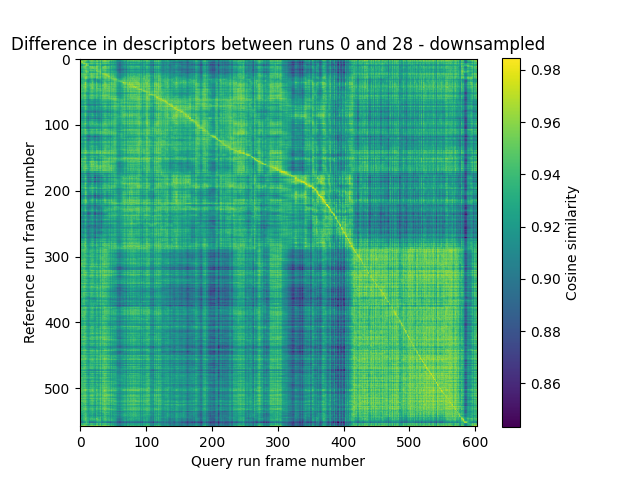 Difference in descriptors between runs 0 and 28 - downsampled
0
100
200
300
400
500
Reference run frame number
0 100 200 300 400 500 600
Query run frame number
0.98
0.96
0.94
0.92
0.90
0.88
0.86
Cosine similarity